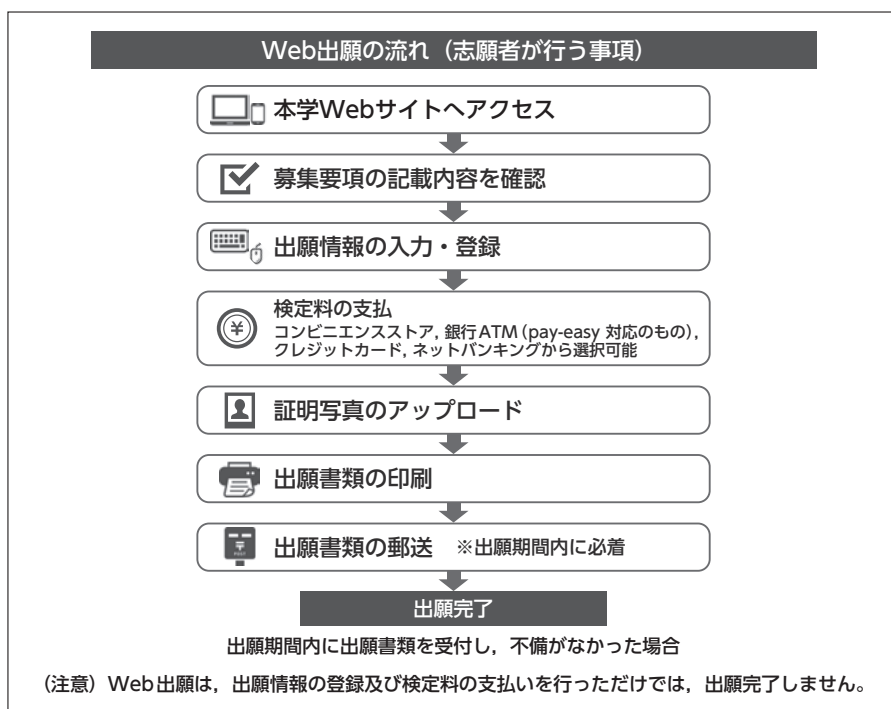 Web出願の流れ（志願者が行う事項）
本学Webサイトへアクセス
募集要項の記載内容を確認
出願情報の入力・登録
検定料の支払
コンビニエンスストア, 銀行ATM（pay-easy 対応のもの）,
クレジットカード, ネットバンキングから選択可能
証明写真のアップロード
出願書類の印刷
出願書類の郵送　※出願期間内に必着
出願完了
出願期間内に出願書類を受付し，不備がなかった場合
（注意）Web出願は，出願情報の登録及び検定料の支払いを行っただけでは，出願完了しません。